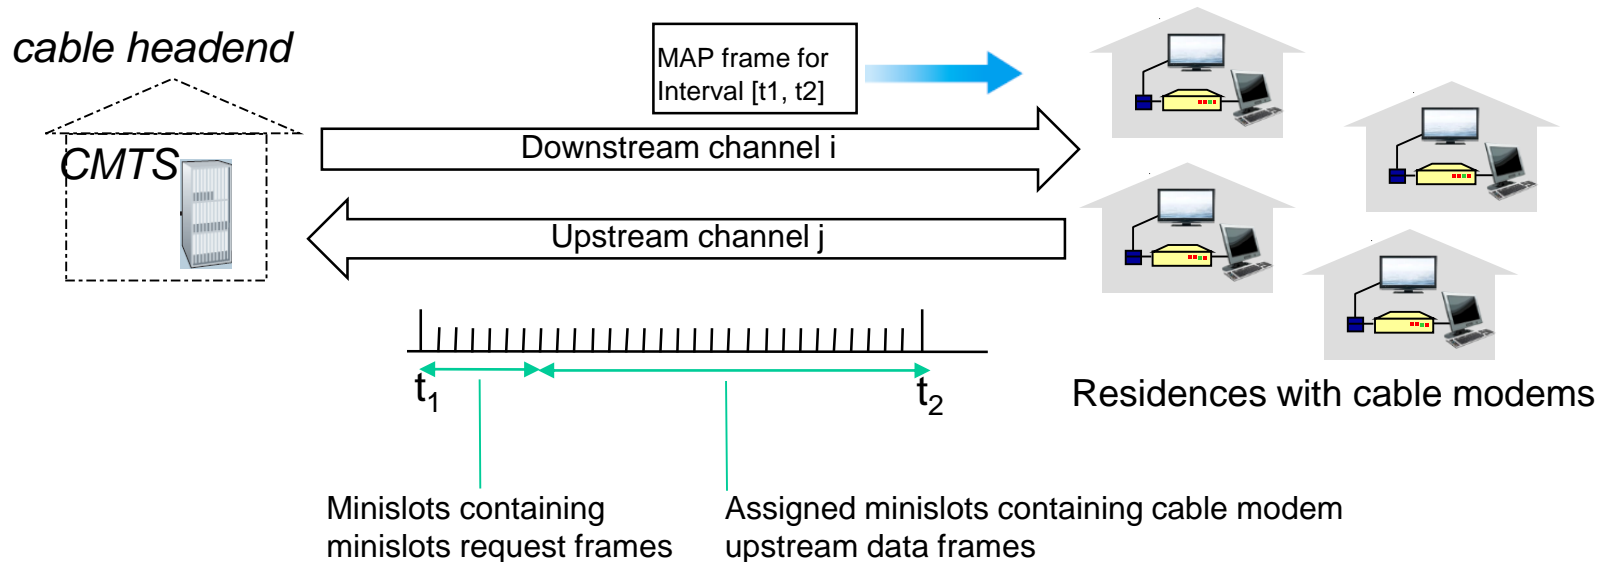 cable headend
MAP frame for
Interval [t1, t2]
CMTS
Downstream channel i
Upstream channel j
t1
t2
Residences with cable modems
Minislots containing
minislots request frames
Assigned minislots containing cable modem
upstream data frames